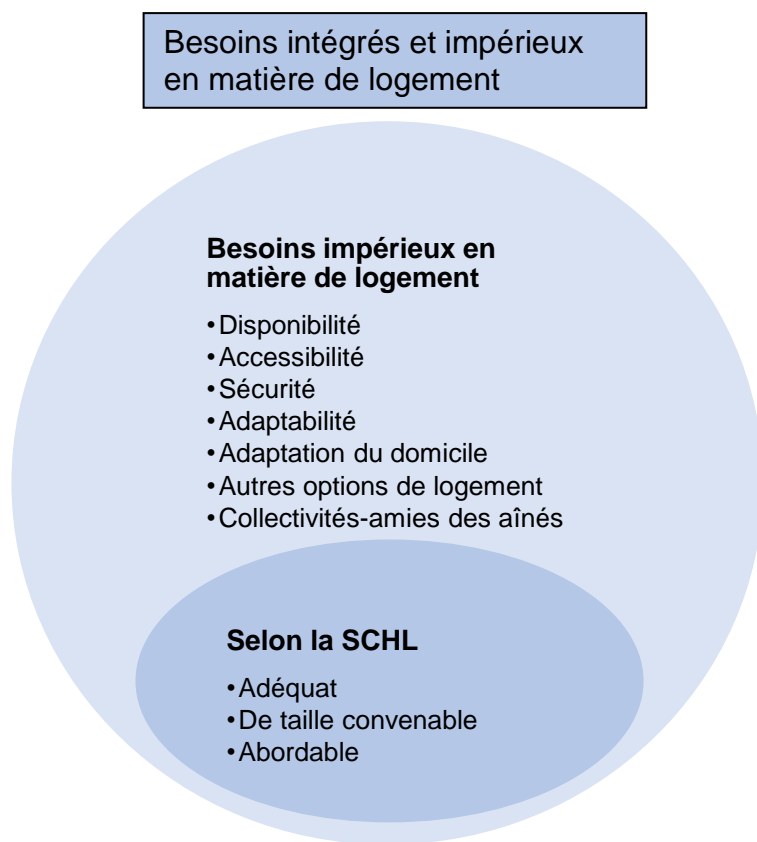 Besoins intégrés et impérieux
en matière de logement
Besoins impérieux en
matière de logement
•Disponibilité
•Accessibilité
•Sécurité
•Adaptabilité
•Adaptation du domicile
•Autres options de logement
•Collectivités-amies des aînés
Selon la SCHL
•Adéquat
•De taille convenable
•Abordable